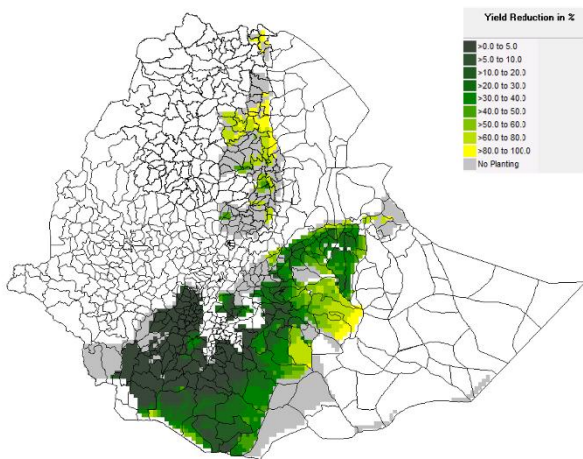 Yield Reduction in %
>0.0 to 5.0
>5.0 to 10.0
>10.0 to 20.0
>20.0 to 30.0
>30.0 to 40.0
>40.0 to 50.0
>50.0 to 60.0
>60.0 to 80.0
>80.0 to 100.0
No Planting